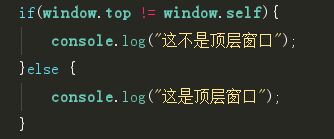 if(window.top != window.self){
    console.log("这不是顶层窗口");
}else {
    console.log("这是顶层窗口");
}